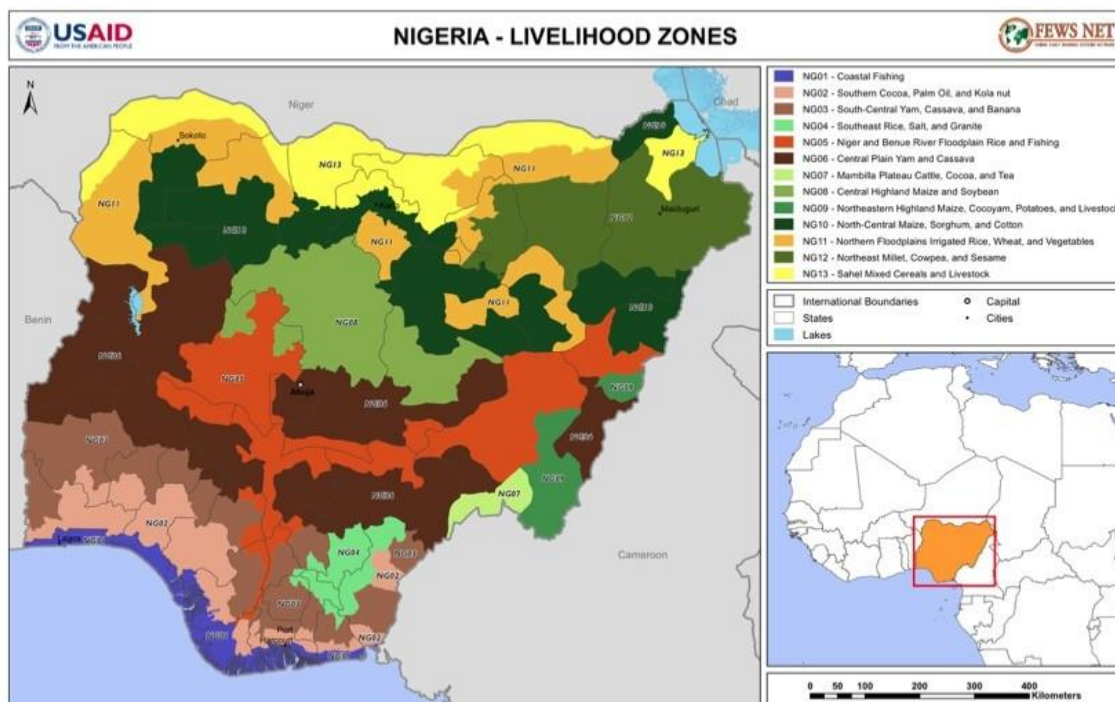 USAID
FROM THE AMERICAN PEOPLE
NIGERIA - LIVELIHOOD ZONES
FEWS NET
Niger
Chad
Sokoto
NG10
NG13
NG13
NG11
NG11
Kano
NG12
Maiduguri
NG10
NG11
NG11
NG10
Benin
NG08
NG06
NG05
Abuja
NG06
NG09
NG06
NG03
NG09
NG06
NG07
NG02
Lagos
NG01
NG04
NG03
NG02
Cameroon
NG03
NG01
Port
Harcourt
NG02
NG01
NG01 - Coastal Fishing
NG02 - Southern Cocoa, Palm Oil, and Kola nut
NG03 - South-Central Yam, Cassava, and Banana
NG04 - Southeast Rice, Salt, and Granite
NG05 - Niger and Benue River Floodplain Rice and Fishing
NG06 - Central Plain Yam and Cassava
NG07 - Mambilla Plateau Cattle, Cocoa, and Tea
NG08 - Central Highland Maize and Soybean
NG09 - Northeastern Highland Maize, Cocoyam, Potatoes, and Livestock
NG10 - North-Central Maize, Sorghum, and Cotton
NG11 - Northern Floodplains Irrigated Rice, Wheat, and Vegetables
NG12 - Northeast Millet, Cowpea, and Sesame
NG13 - Sahel Mixed Cereals and Livestock
International Boundaries
Capital
States
Cities
Lakes
N
0 50 100 200 300 400
Kilometers